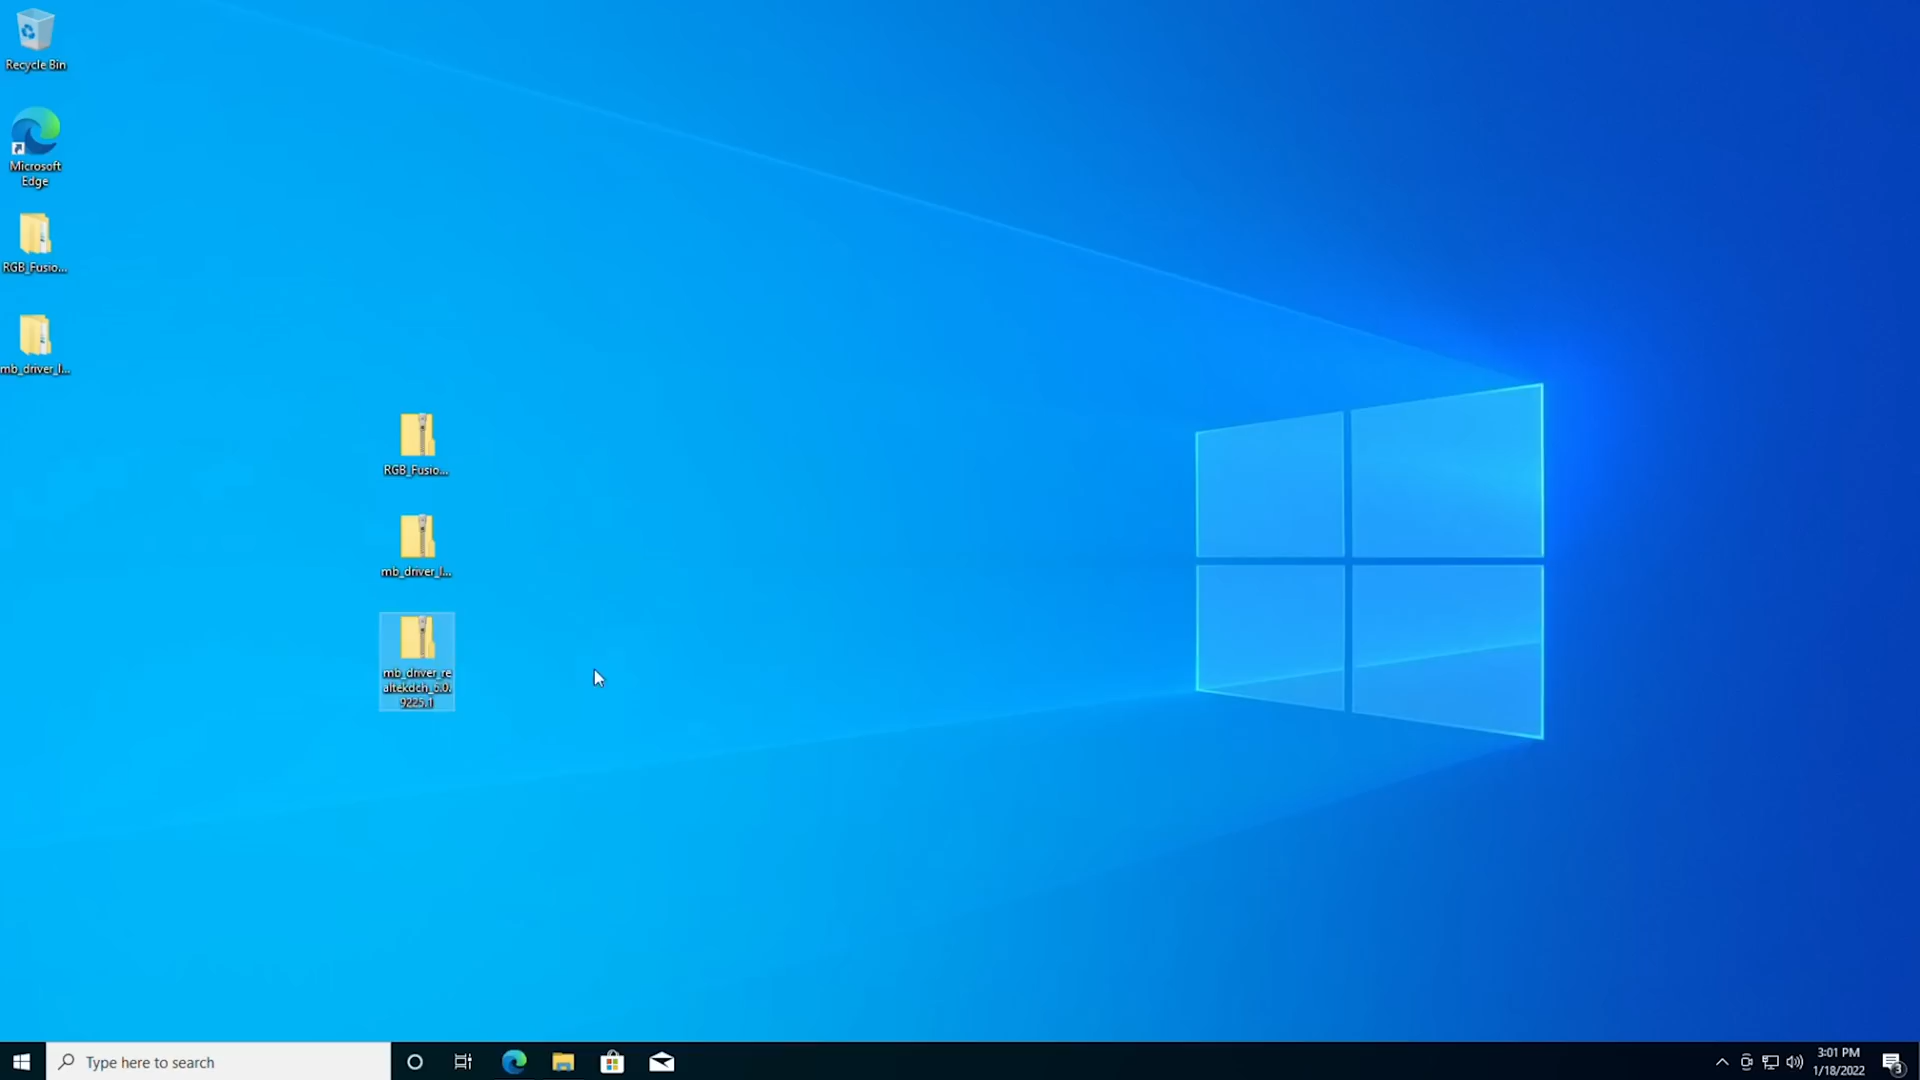 Recycle Bin
Microsoft
Edge
RGB_Fusio...
mb_driver_l...
RGB_Fusio...
mb_driver_l...
mb_driver_re
altekdch_6.0.
9225.1
Type here to search
3:01 PM
1/18/2022
3